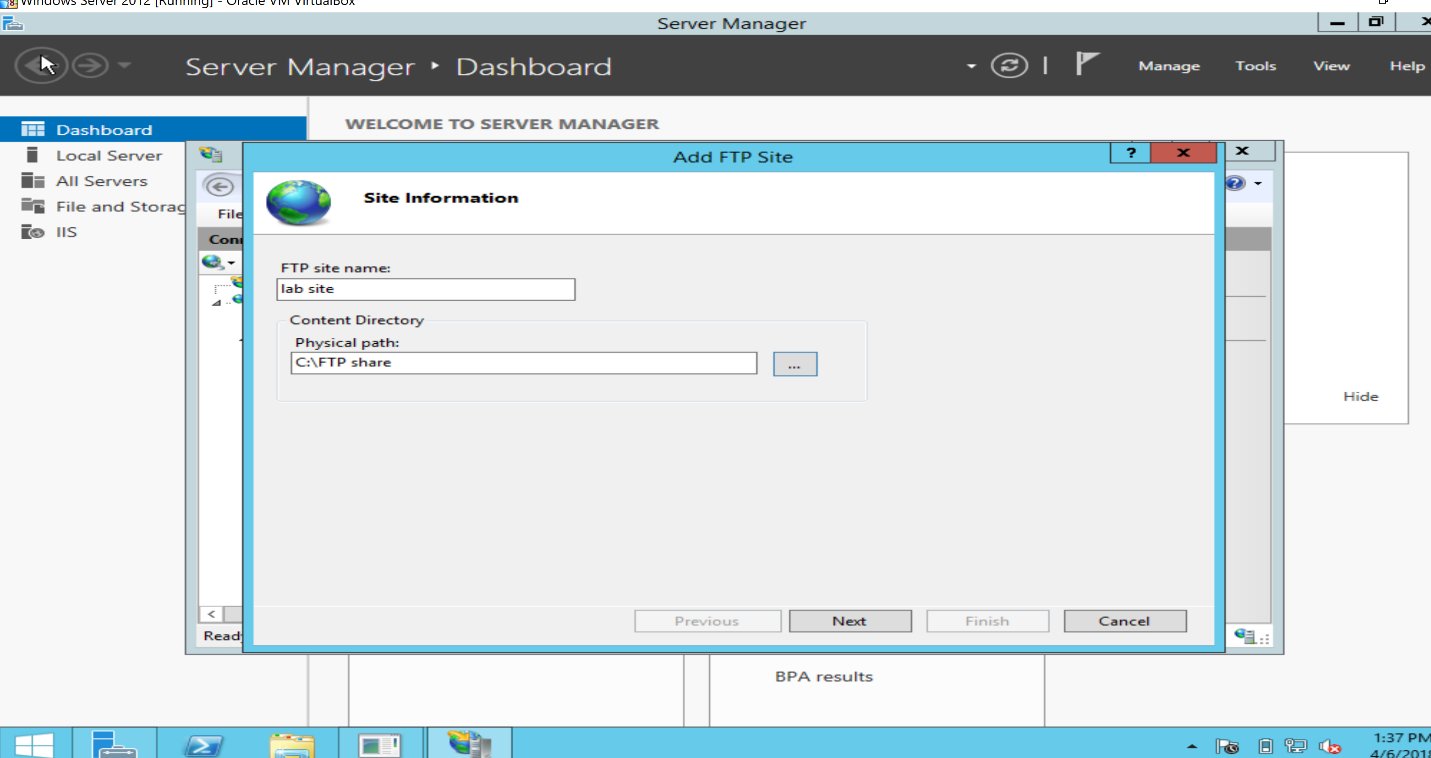 Windows Server 2012 [Running] - Oracle VM VirtualBox
Server Manager
Server Manager ‣ Dashboard
Manage Tools View Help
Dashboard
Local Server
All Servers
File and Storag
IIS
WELCOME TO SERVER MANAGER
Add FTP Site
? x
x
File
Conn
Site Information
FTP site name:
lab site
Content Directory
Physical path:
C:\FTP share
...
Hide
Previous Next Finish Cancel
Ready
BPA results
1:37 PM
4/6/201